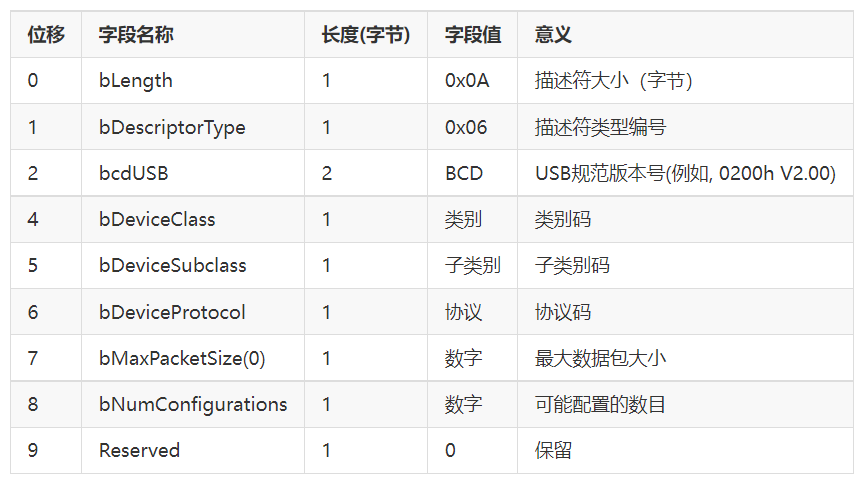 位移 字段名称 长度(字节) 字段值 意义
0 bLength 1 0x0A 描述符大小（字节）
1 bDescriptorType 1 0x06 描述符类型编号
2 bcdUSB 2 BCD USB规范版本号(例如, 0200h V2.00)
4 bDeviceClass 1 类别 类别码
5 bDeviceSubclass 1 子类别 子类别码
6 bDeviceProtocol 1 协议 协议码
7 bMaxPacketSize(0) 1 数字 最大数据包大小
8 bNumConfigurations 1 数字 可能配置的数目
9 Reserved 1 0 保留